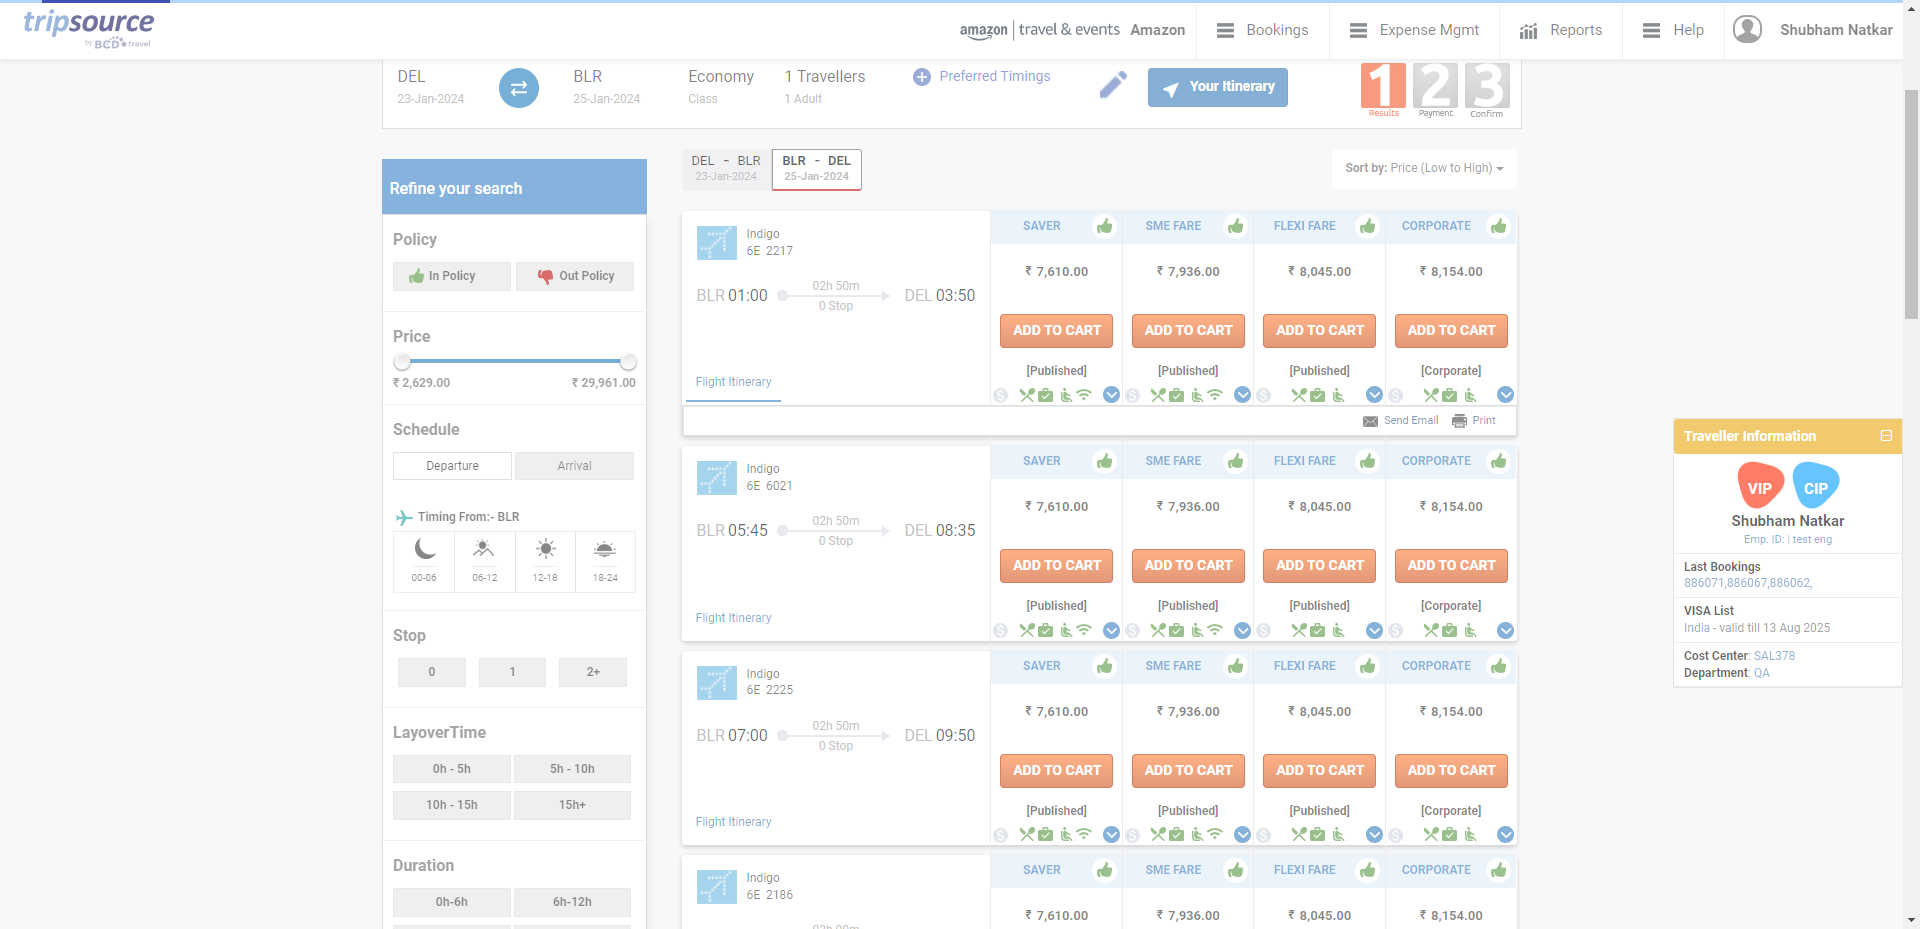 tripsource
by BCD travel
amazon | travel & events Amazon
Bookings
Expense Mgmt
Reports
Help
Shubham Natkar
DEL
23-Jan-2024
BLR
25-Jan-2024
Economy
Class
1 Travellers
1 Adult
Preferred Timings
Your Itinerary
1
Results
2
Payment
3
Confirm
DEL - BLR
23-Jan-2024
BLR - DEL
25-Jan-2024
Sort by: Price (Low to High)
Refine your search
Policy
In Policy
Out Policy
Price
₹ 2,629.00
₹ 29,961.00
Schedule
Departure
Arrival
Timing From:- BLR
00-06
06-12
12-18
18-24
Stop
0
1
2+
LayoverTime
0h - 5h
5h - 10h
10h - 15h
15h+
Duration
0h-6h
6h-12h
Indigo
6E 2217
BLR 01:00
02h 50m
0 Stop
DEL 03:50
Flight Itinerary
SAVER
SME FARE
FLEXI FARE
CORPORATE
₹ 7,610.00
₹ 7,936.00
₹ 8,045.00
₹ 8,154.00
ADD TO CART
ADD TO CART
ADD TO CART
ADD TO CART
[Published]
[Published]
[Published]
[Corporate]
Send Email
Print
Indigo
6E 6021
BLR 05:45
02h 50m
0 Stop
DEL 08:35
Flight Itinerary
SAVER
SME FARE
FLEXI FARE
CORPORATE
₹ 7,610.00
₹ 7,936.00
₹ 8,045.00
₹ 8,154.00
ADD TO CART
ADD TO CART
ADD TO CART
ADD TO CART
[Published]
[Published]
[Published]
[Corporate]
Indigo
6E 2225
BLR 07:00
02h 50m
0 Stop
DEL 09:50
Flight Itinerary
SAVER
SME FARE
FLEXI FARE
CORPORATE
₹ 7,610.00
₹ 7,936.00
₹ 8,045.00
₹ 8,154.00
ADD TO CART
ADD TO CART
ADD TO CART
ADD TO CART
[Published]
[Published]
[Published]
[Corporate]
Indigo
6E 2186
SAVER
SME FARE
FLEXI FARE
CORPORATE
₹ 7,610.00
₹ 7,936.00
₹ 8,045.00
₹ 8,154.00
Traveller Information
VIP
CIP
Shubham Natkar
Emp. ID: | test eng
Last Bookings
886071,886067,886062,
VISA List
India - valid till 13 Aug 2025
Cost Center: SAL378
Department: QA